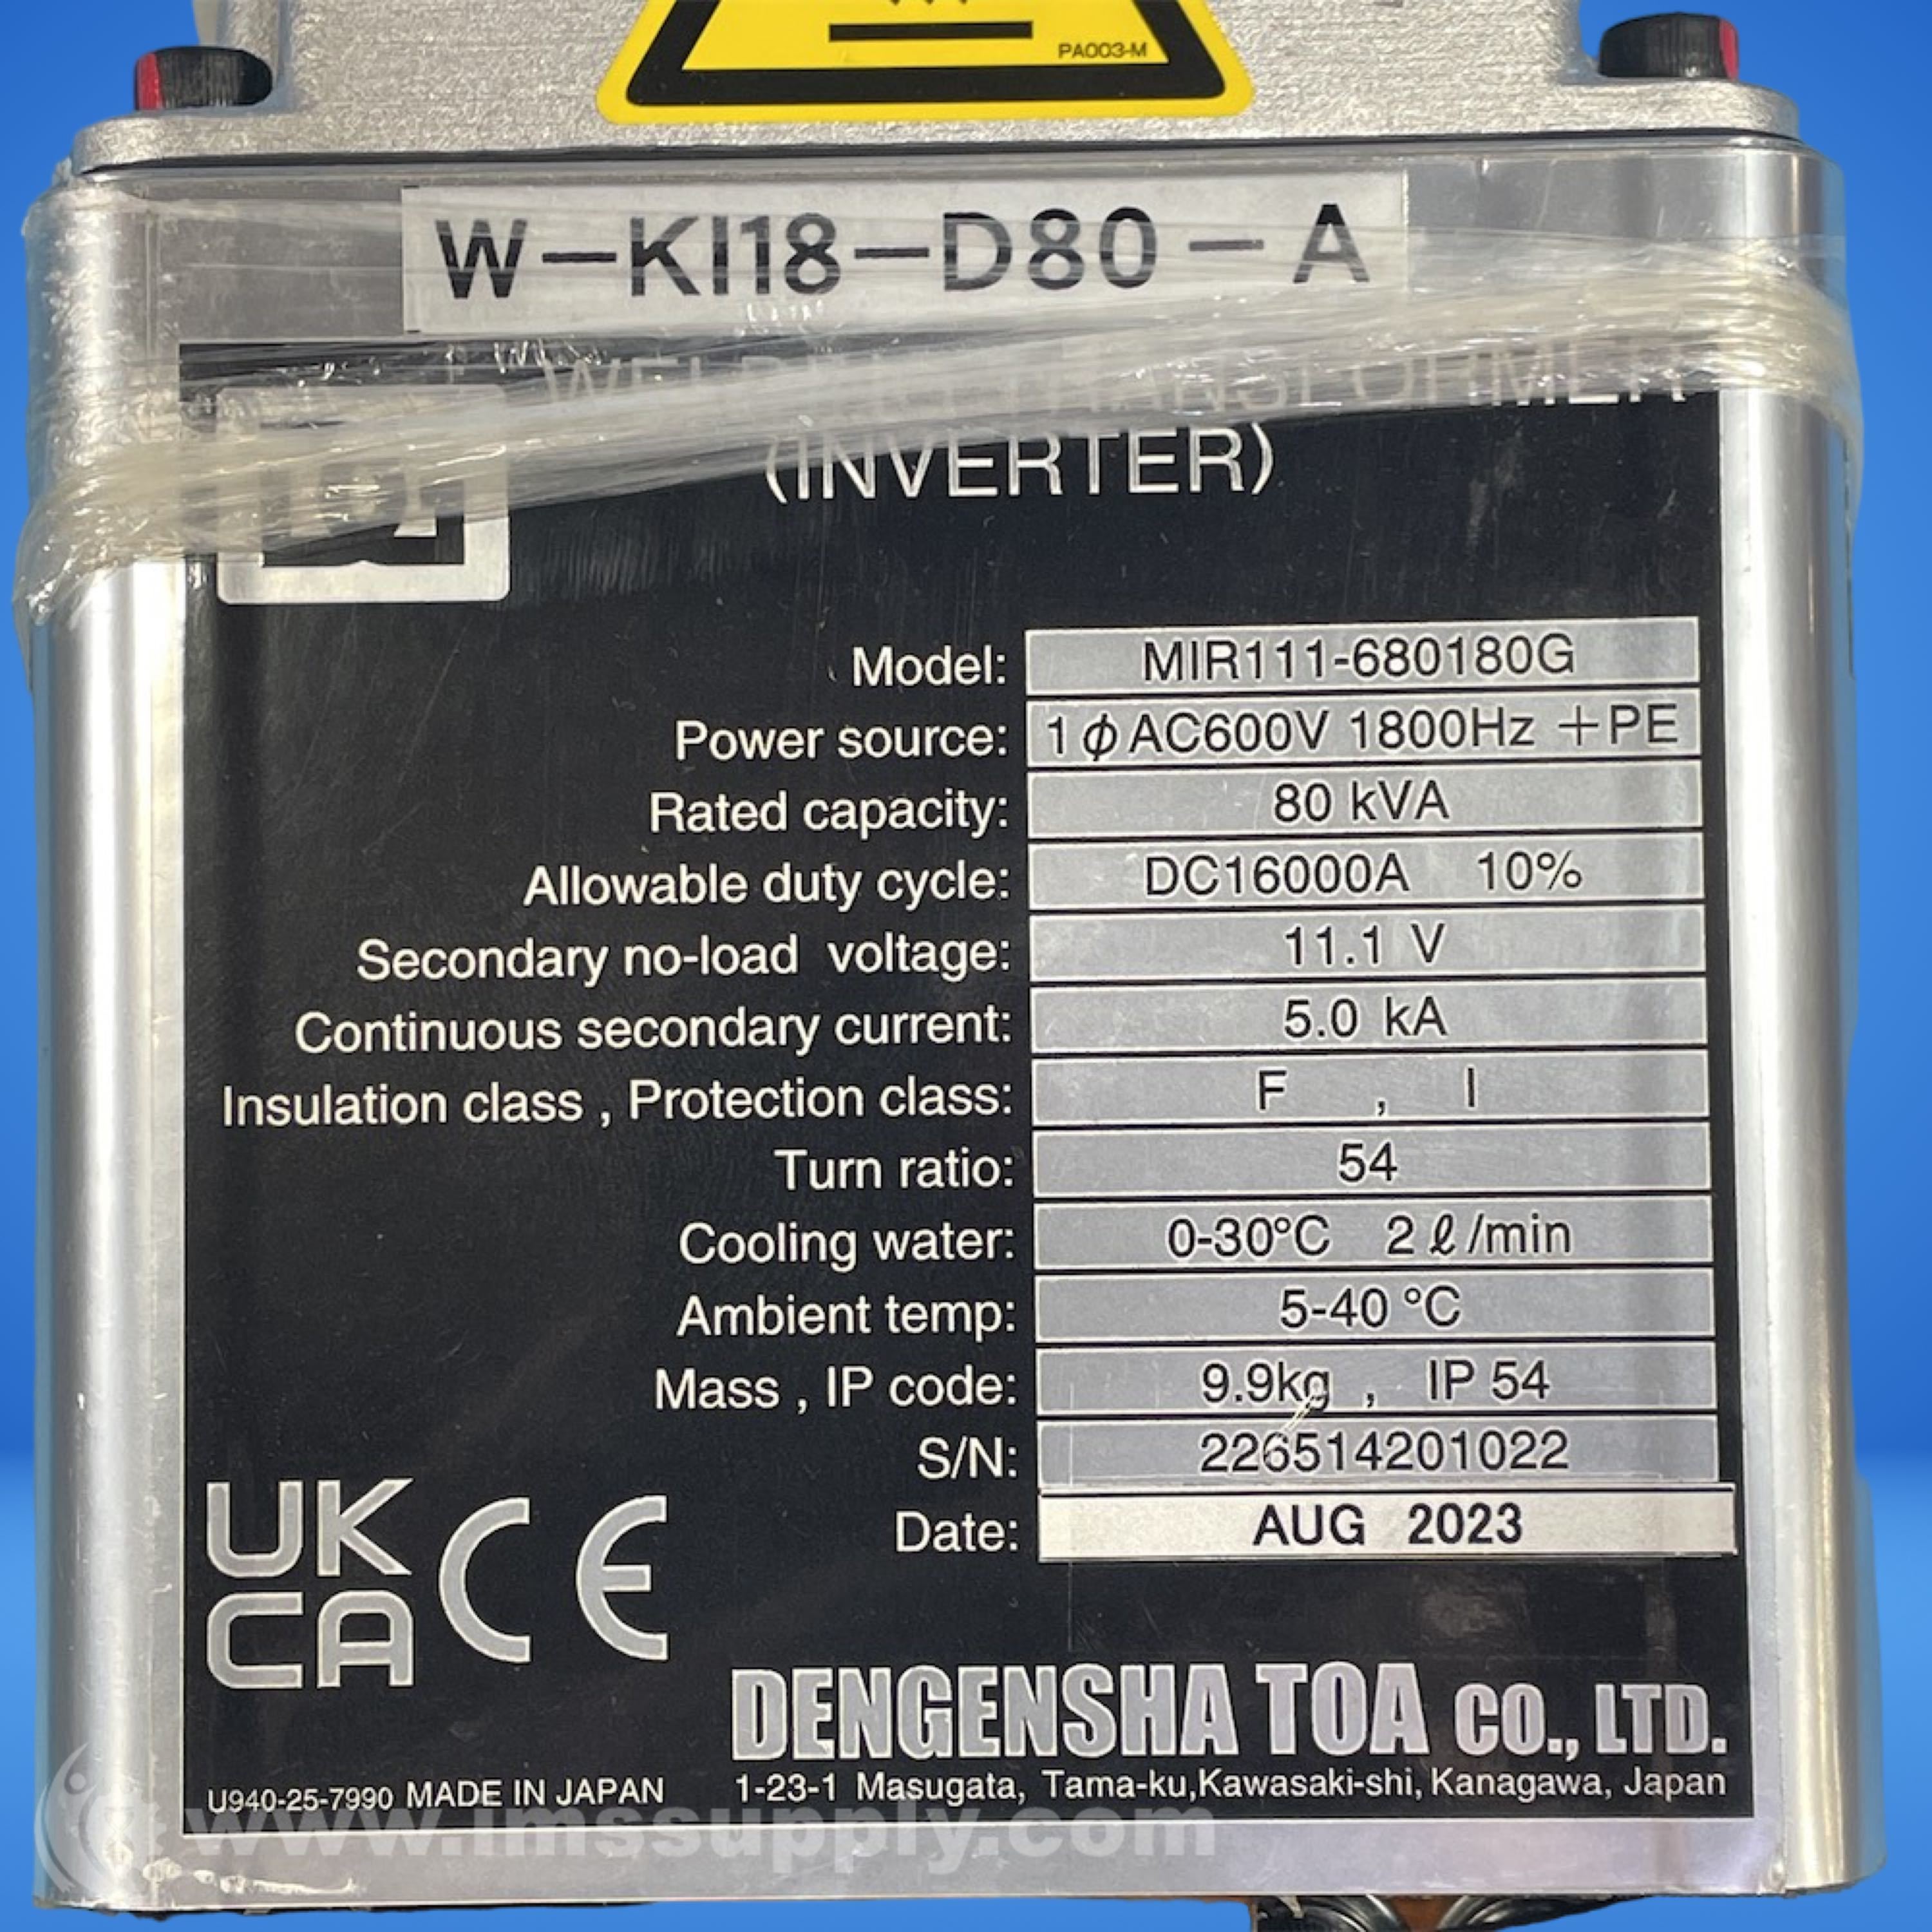 PA003-M
W-KI18-D80-A
WELDING TRANSFORMER
(INVERTER)
Model: MIR111-680180G
Power source: 1ϕAC600V 1800Hz +PE
Rated capacity: 80 kVA
Allowable duty cycle: DC16000A 10%
Secondary no-load voltage: 11.1 V
Continuous secondary current: 5.0 kA
Insulation class , Protection class: F , I
Turn ratio: 54
Cooling water: 0-30°C 2ℓ/min
Ambient temp: 5-40 °C
Mass , IP code: 9.9kg , IP 54
S/N: 226514201022
Date: AUG 2023
UK
CA CE
DENGENSHA TOA CO., LTD.
U940-25-7990 MADE IN JAPAN 1-23-1 Masugata, Tama-ku,Kawasaki-shi, Kanagawa, Japan
www.imssupply.com